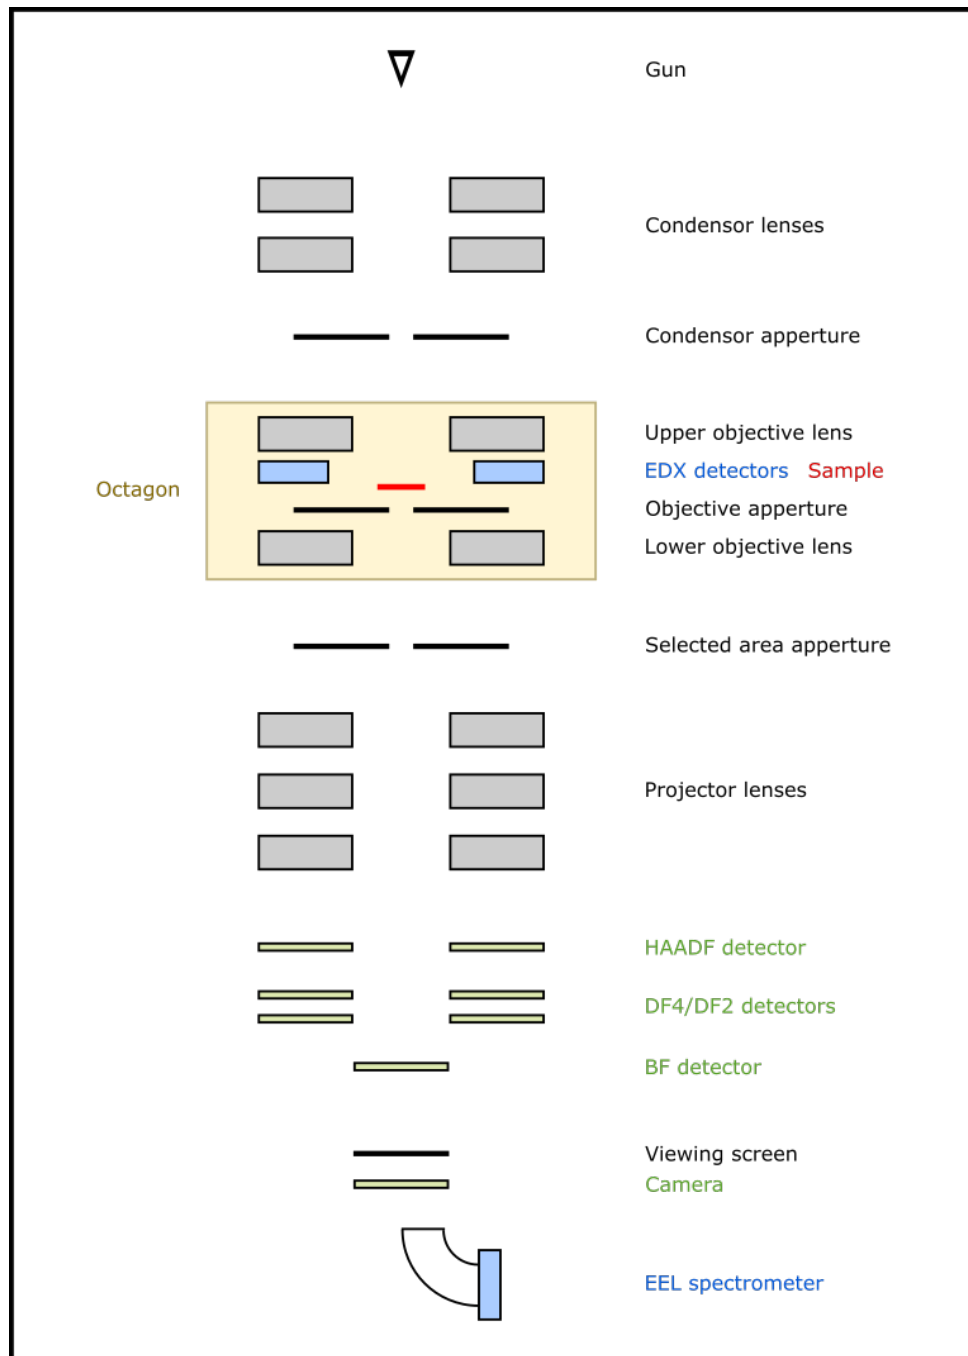 Gun
Condensor lenses
Condensor apperture
Upper objective lens
EDX detectors Sample
Octagon
Objective apperture
Lower objective lens
Selected area apperture
Projector lenses
HAADF detector
DF4/DF2 detectors
BF detector
Viewing screen
Camera
EEL spectrometer